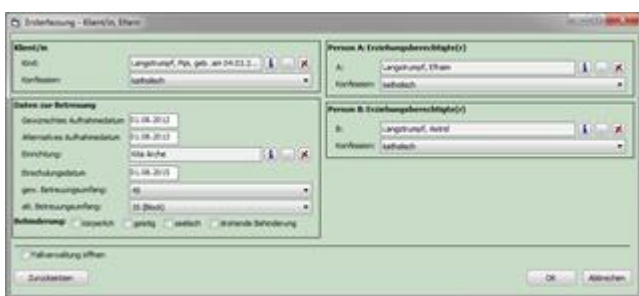 Ersterfassung - Klient/in, Eltern
Klient/in
Kind: Langstrumpf, Pipi, geb. am 04.03.2...
Konfession: katholisch
Daten zur Betreuung
Gewünschtes Aufnahmedatum 01.08.2012
Alternatives Aufnahmedatum 01.08.2013
Einrichtung: Kita Arche
Einschulungsdatum 01.08.2015
gew. Betreuungsumfang: 45
alt. Betreuungsumfang: 35 (Block)
Behinderung: körperlich geistig seelisch drohende Behinderung
Fallverwaltung öffnen
Zurücksetzen
Person A: Erziehungsberechtigte(r)
A: Langstrumpf, Efraim
Konfession: katholisch
Person B: Erziehungsberechtigte(r)
B: Langstrumpf, Astrid
Konfession: katholisch
OK Abbrechen